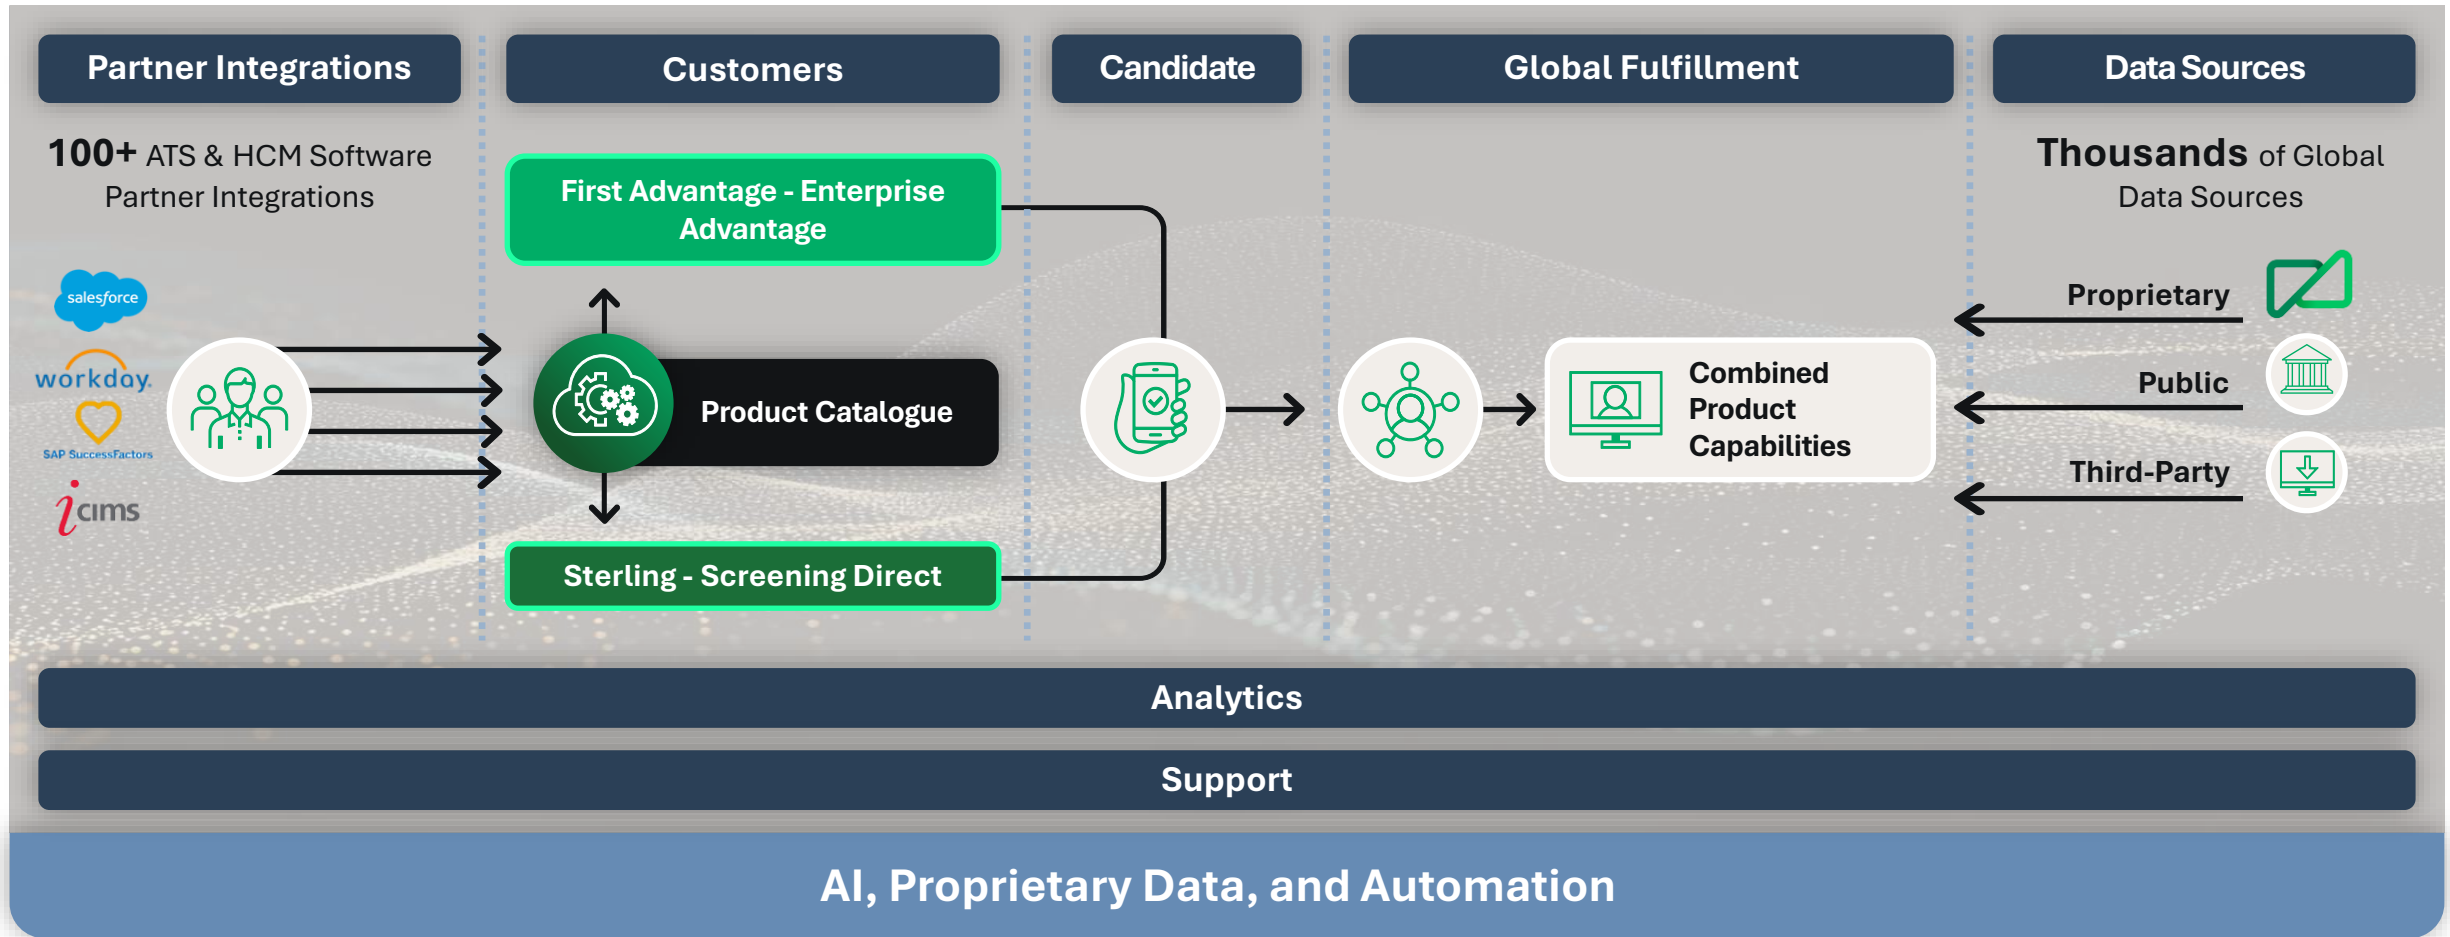 Partner Integrations
Customers
Candidate
Global Fulfillment
Data Sources
100+ ATS & HCM Software
Partner Integrations
salesforce
workday.
SAP SuccessFactors
icims
First Advantage - Enterprise
Advantage
Product Catalogue
Sterling - Screening Direct
Combined
Product
Capabilities
Thousands of Global
Data Sources
Proprietary
Public
Third-Party
Analytics
Support
AI, Proprietary Data, and Automation